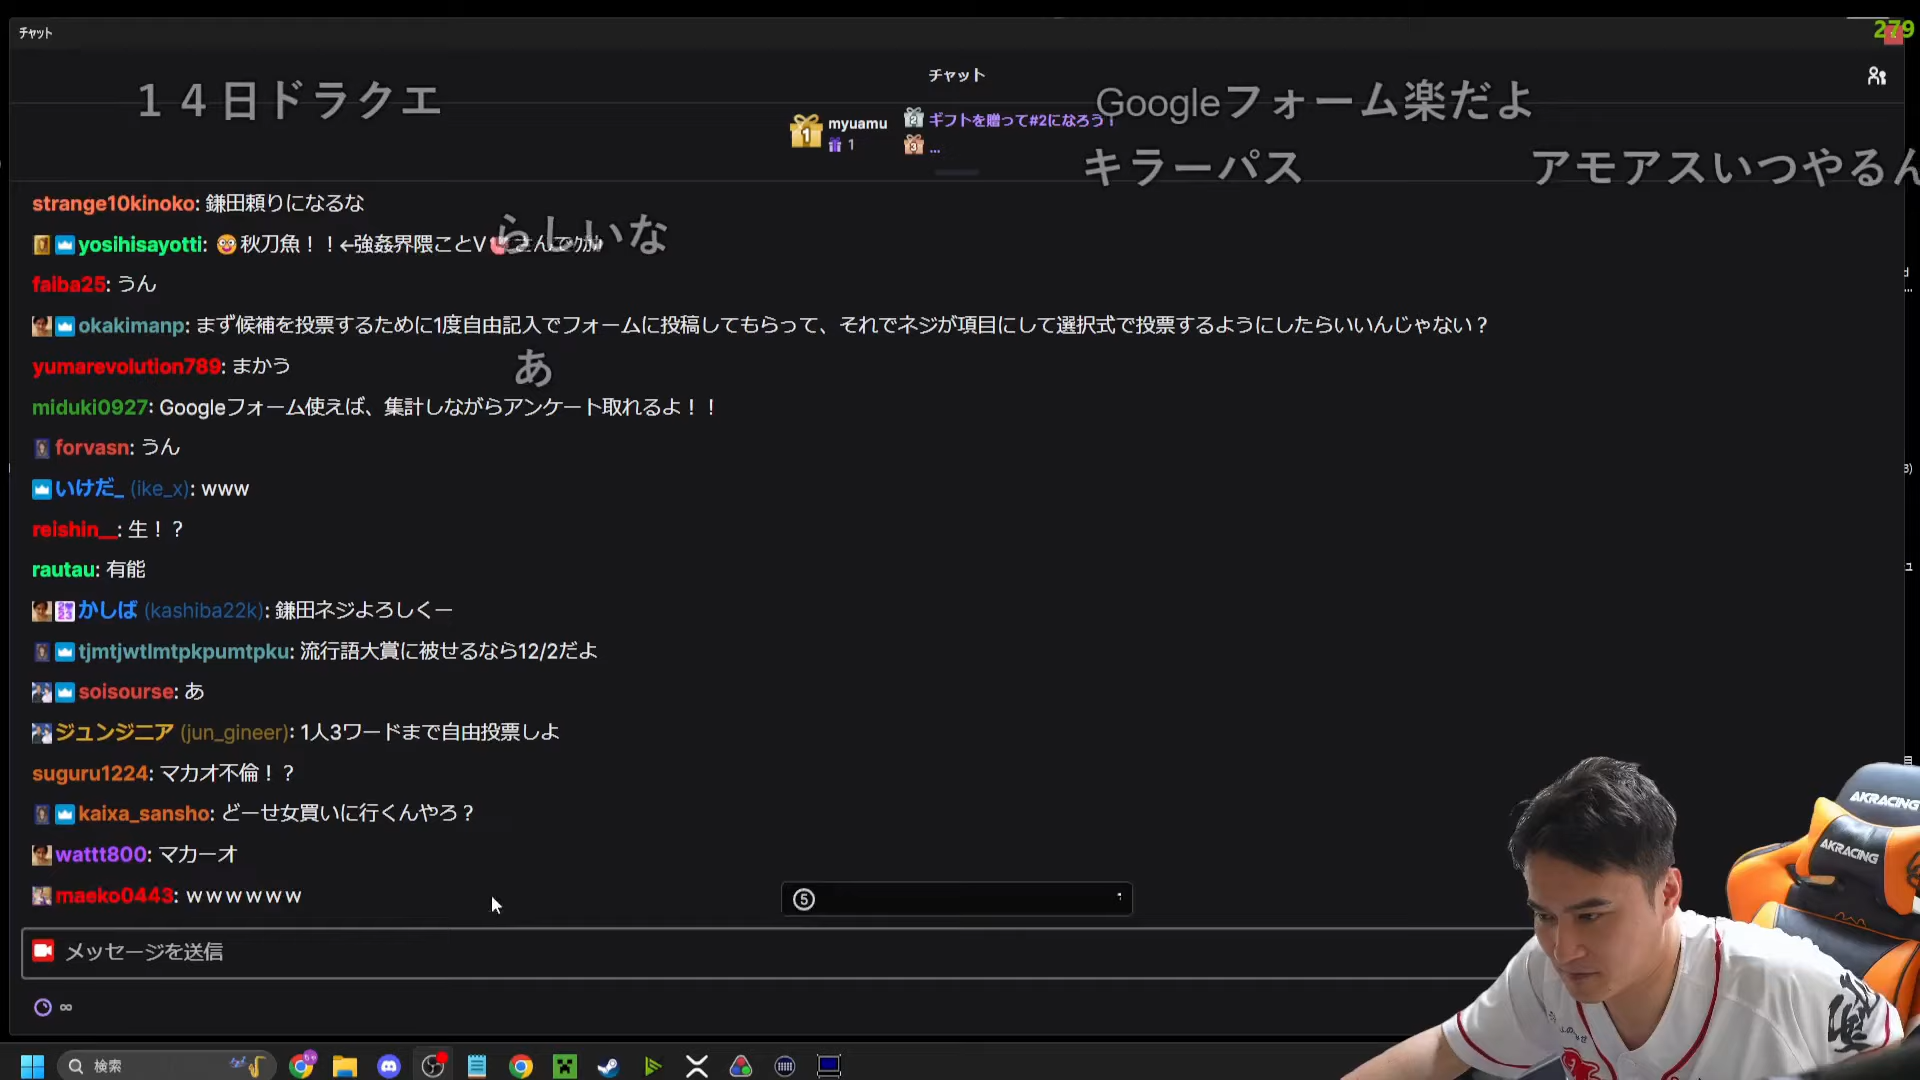 チャット
279
チャット
14日ドラクエ
Googleフォーム楽だよ
1 myuamu
1
2 ギフトを贈って#2になろう！
3 ...
キラーパス
アモアスいつやるん
strange10kinoko: 鎌田頼りになるな
yosihisayotti: 秋刀魚！！←強姦界隈ことV
らしいな
faiba25: うん
okakimanp: まず候補を投票するために1度自由記入でフォームに投稿してもらって、それでネジが項目にして選択式で投票するようにしたらいいんじゃない？
yumarevolution789: まかう
あ
miduki0927: Googleフォーム使えば、集計しながらアンケート取れるよ！！
forvasn: うん
いけだ_ (ike_x): www
reishin__: 生！？
rautau: 有能
かしば (kashiba22k): 鎌田ネジよろしくー
tjmtjwtlmtpkpumtpku: 流行語大賞に被せるなら12/2だよ
soisourse: あ
ジュンジニア (jun_gineer): 1人3ワードまで自由投票しよ
suguru1224: マカオ不倫！？
kaixa_sansho: どーせ女買いに行くんやろ？
wattt800: マカーオ
maeko0443: ｗｗｗｗｗｗ
5
メッセージを送信
∞
検索
AKRACING
AKRACING